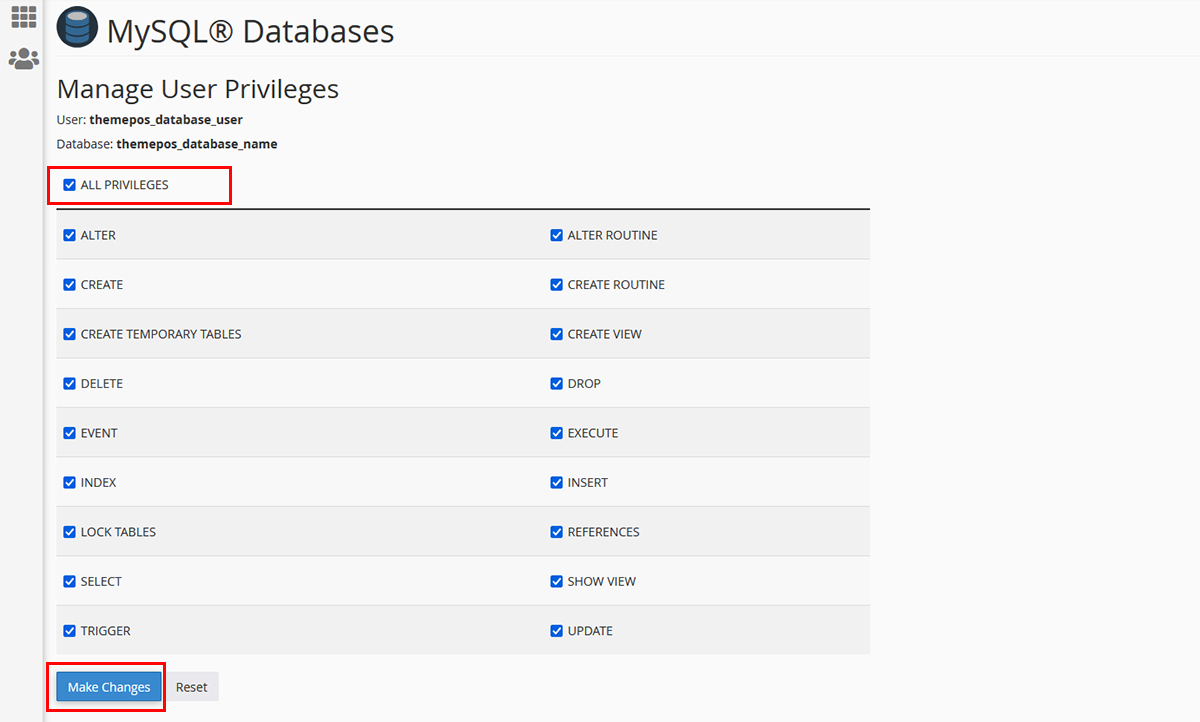 MySQL® Databases
Manage User Privileges
User: themepos_database_user
Database: themepos_database_name
ALL PRIVILEGES
ALTER
ALTER ROUTINE
CREATE
CREATE ROUTINE
CREATE TEMPORARY TABLES
CREATE VIEW
DELETE
DROP
EVENT
EXECUTE
INDEX
INSERT
LOCK TABLES
REFERENCES
SELECT
SHOW VIEW
TRIGGER
UPDATE
Make Changes
Reset